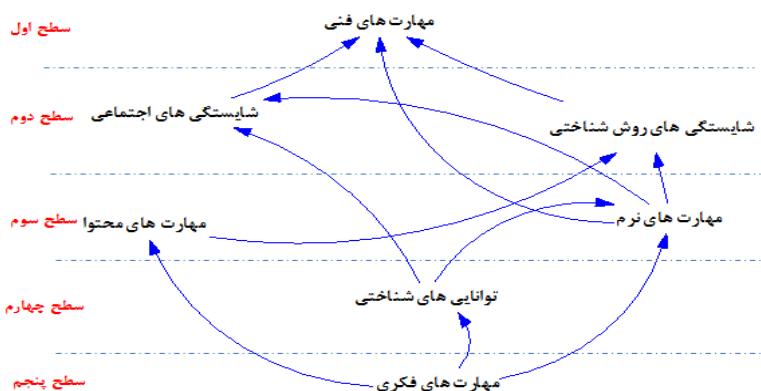 سطح اول
مهارت های فنی
سطح دوم
شایستگی های اجتماعی
شایستگی های روش شناختی
سطح سوم
مهارت های محتوا
مهارت های نرم
سطح چهارم
توانایی های شناختی
سطح پنجم
مهارت های فکری